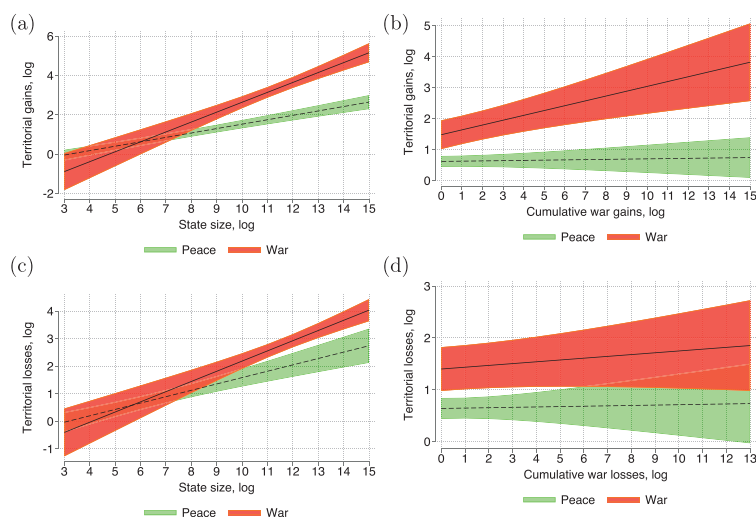 (a)
Territorial gains, log
6
4
2
0
-2
3 4 5 6 7 8 9 10 11 12 13 14 15
State size, log
Peace War
(b)
Territorial gains, log
5
4
3
2
1
0
0 1 2 3 4 5 6 7 8 9 10 11 12 13 14 15
Cumulative war gains, log
Peace War
(c)
Territorial losses, log
4
3
2
1
0
-1
3 4 5 6 7 8 9 10 11 12 13 14 15
State size, log
Peace War
(d)
Territorial losses, log
3
2
1
0
0 1 2 3 4 5 6 7 8 9 10 11 12 13
Cumulative war losses, log
Peace War